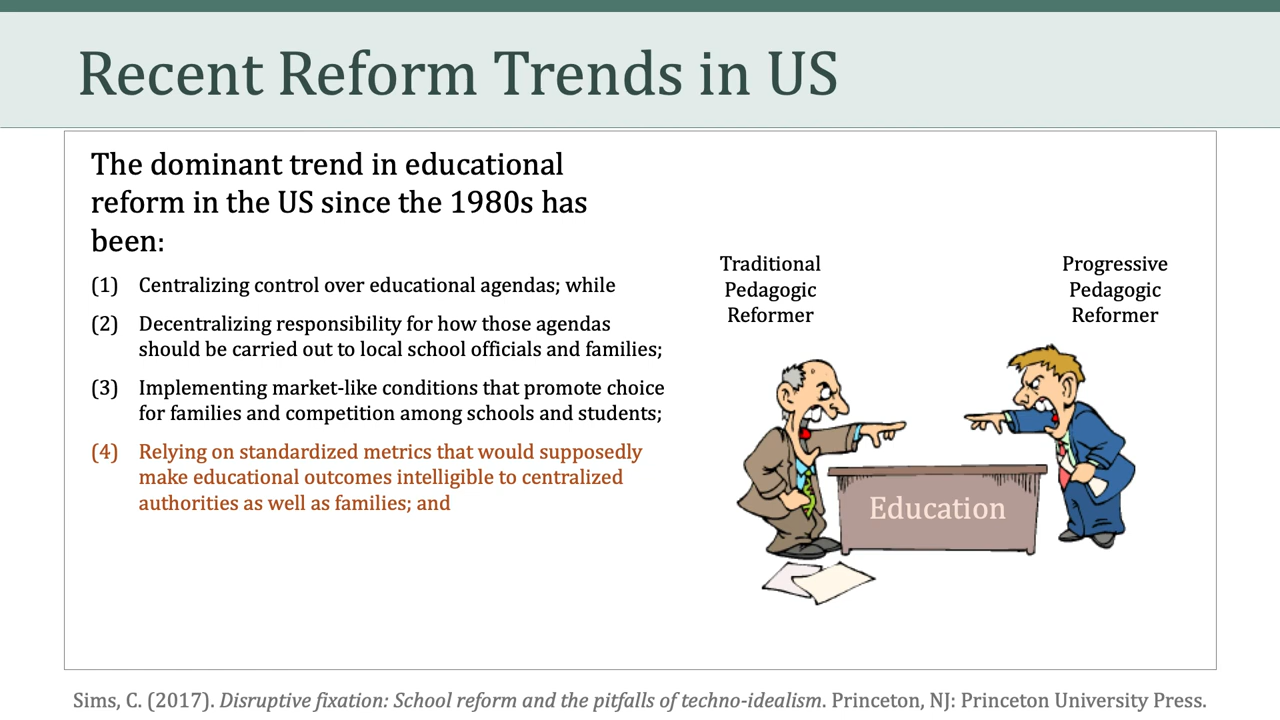 Recent Reform Trends in US
The dominant trend in educational
reform in the US since the 1980s has
been:
(1) Centralizing control over educational agendas; while
(2) Decentralizing responsibility for how those agendas
should be carried out to local school officials and families;
(3) Implementing market-like conditions that promote choice
for families and competition among schools and students;
(4) Relying on standardized metrics that would supposedly
make educational outcomes intelligible to centralized
authorities as well as families; and
Traditional
Pedagogic
Reformer
Progressive
Pedagogic
Reformer
Education
Sims, C. (2017). Disruptive fixation: School reform and the pitfalls of techno-idealism. Princeton, NJ: Princeton University Press.